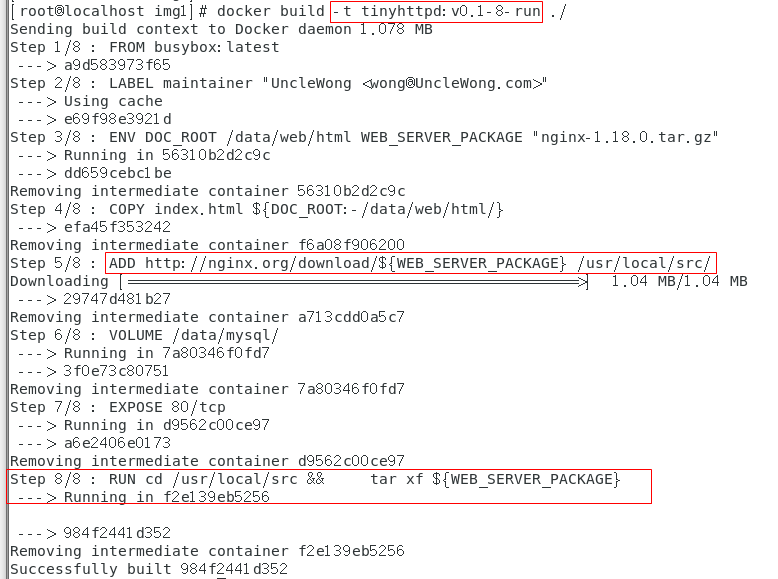 [root@localhost img1]# docker build -t tinyhttpd:v0.1-8-run ./
Sending build context to Docker daemon 1.078 MB
Step 1/8 : FROM busybox:latest
 ---> a9d583973f65
Step 2/8 : LABEL maintainer "UncleWong <wong@UncleWong.com>"
 ---> Using cache
 ---> e69f98e3921d
Step 3/8 : ENV DOC_ROOT /data/web/html WEB_SERVER_PACKAGE "nginx-1.18.0.tar.gz"
 ---> Running in 56310b2d2c9c
 ---> dd659cebc1be
Removing intermediate container 56310b2d2c9c
Step 4/8 : COPY index.html ${DOC_ROOT:-/data/web/html/}
 ---> efa45f353242
Removing intermediate container f6a08f906200
Step 5/8 : ADD http://nginx.org/download/${WEB_SERVER_PACKAGE} /usr/local/src/
Downloading [==================================================>] 1.04 MB/1.04 MB
 ---> 29747d481b27
Removing intermediate container a713cdd0a5c7
Step 6/8 : VOLUME /data/mysql/
 ---> Running in 7a80346f0fd7
 ---> 3f0e73c80751
Removing intermediate container 7a80346f0fd7
Step 7/8 : EXPOSE 80/tcp
 ---> Running in d9562c00ce97
 ---> a6e2406e0173
Removing intermediate container d9562c00ce97
Step 8/8 : RUN cd /usr/local/src &&     tar xf ${WEB_SERVER_PACKAGE}
 ---> Running in f2e139eb5256
 ---> 984f2441d352
Removing intermediate container f2e139eb5256
Successfully built 984f2441d352